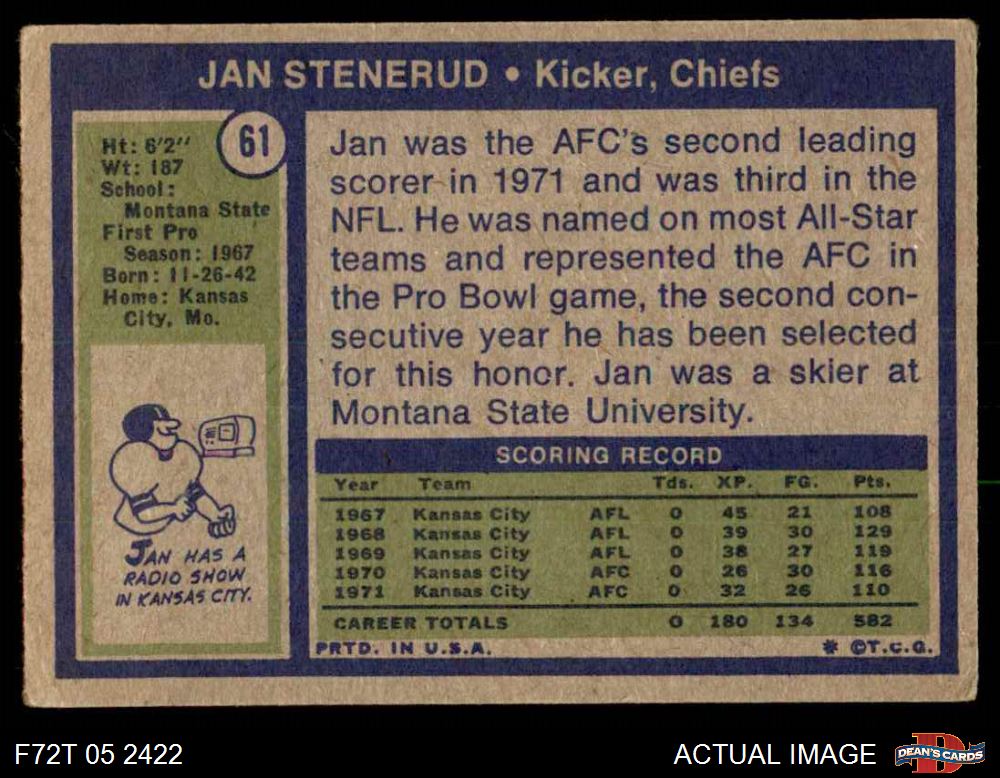 JAN STENERUD • Kicker, Chiefs
61
Ht: 6'2"
Wt: 187
School:
Montana State
First Pro
Season: 1967
Born: 11-26-42
Home: Kansas
City, Mo.
JAN HAS A
RADIO SHOW
IN KANSAS CITY.
Jan was the AFC's second leading
scorer in 1971 and was third in the
NFL. He was named on most All-Star
teams and represented the AFC in
the Pro Bowl game, the second con-
secutive year he has been selected
for this honor. Jan was a skier at
Montana State University.
SCORING RECORD
Year Team Tds. XP. FG. Pts.
1967 Kansas City AFL 0 45 21 108
1968 Kansas City AFL 0 39 30 129
1969 Kansas City AFL 0 38 27 119
1970 Kansas City AFC 0 26 30 116
1971 Kansas City AFC 0 32 26 110
CAREER TOTALS 0 180 134 582
PRTD. IN U.S.A. * ©T.C.G.
F72T 05 2422 ACTUAL IMAGE DEAN'S CARDS